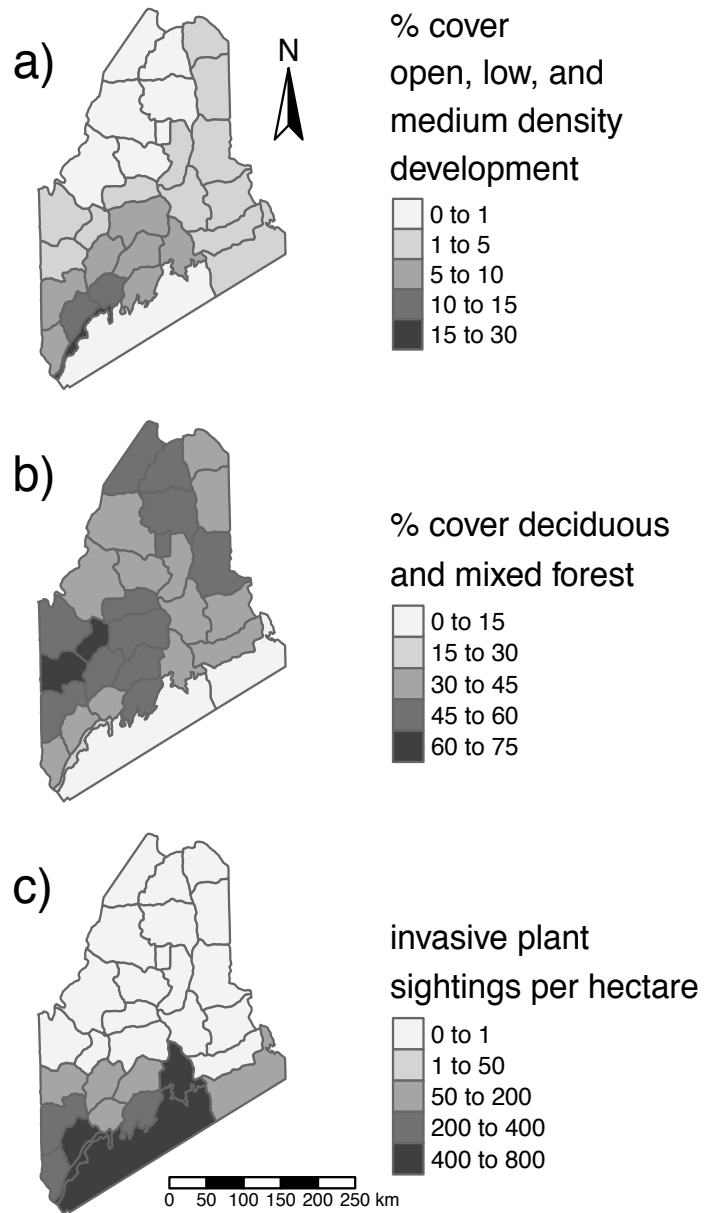 a)
N
% cover
open, low, and
medium density
development
0 to 1
1 to 5
5 to 10
10 to 15
15 to 30
b)
% cover deciduous
and mixed forest
0 to 15
15 to 30
30 to 45
45 to 60
60 to 75
c)
invasive plant
sightings per hectare
0 to 1
1 to 50
50 to 200
200 to 400
400 to 800
0 50 100 150 200 250 km